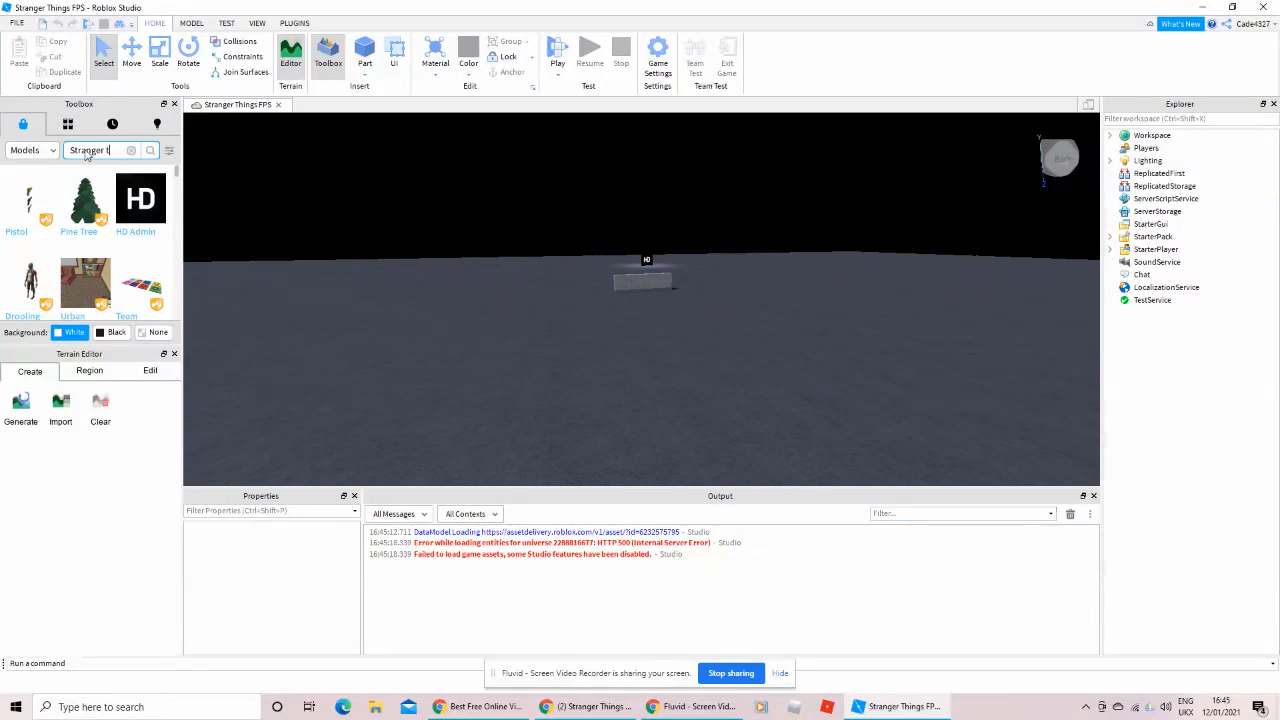 Stranger Things FPS - Roblox Studio
FILE HOME MODEL TEST VIEW PLUGINS What's New Cade4327
Paste Copy Cut Duplicate Select Move Scale Rotate Collisions Constraints Join Surfaces Editor Toolbox Part UI Material Color Group Lock Anchor Play Resume Stop Game Settings Team Test Exit Game
Clipboard Tools Terrain Insert Edit Test Settings Team Test
Toolbox
Stranger Things FPS
Explorer
Filter workspace (Ctrl+Shift+X)
Models Stranger t
HD
Pistol Pine Tree HD Admin
Drooling Urban Team
Background: White Black None
Terrain Editor
Create Region Edit
Generate Import Clear
HD
Y
Z
Back
Workspace
Players
Lighting
ReplicatedFirst
ReplicatedStorage
ServerScriptService
ServerStorage
StarterGui
StarterPack
StarterPlayer
SoundService
Chat
LocalizationService
TestService
Properties
Filter Properties (Ctrl+Shift+P)
Output
All Messages All Contexts Filter...
16:45:12.711 DataModel Loading https://assetdelivery.roblox.com/v1/asset/?id=6232575795 - Studio
16:45:18.339 Error while loading entities for universe 2288816677: HTTP 500 (Internal Server Error) - Studio
16:45:18.339 Failed to load game assets, some Studio features have been disabled. - Studio
Run a command
Fluvid - Screen Video Recorder is sharing your screen. Stop sharing Hide
Type here to search
Best Free Online Vi...
(2) Stranger Things ...
Fluvid - Screen Vid...
Stranger Things FP...
ENG
UKX
16:45
12/01/2021
4